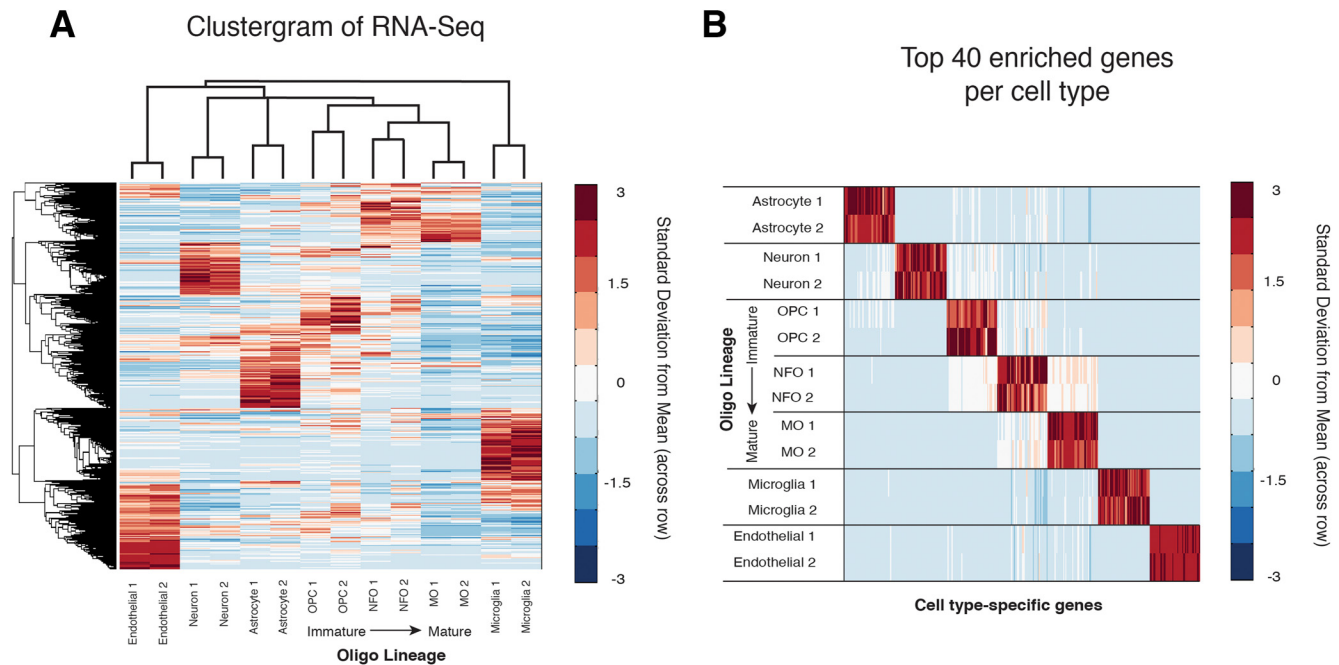 A
Clustergram of RNA-Seq
3
1.5
0
-1.5
-3
Standard Deviation from Mean (across row)
Endothelial 1
Endothelial 2
Neuron 1
Neuron 2
Astrocyte 1
Astrocyte 2
OPC 1
OPC 2
NFO 1
NFO 2
MO 1
MO 2
Microglia 1
Microglia 2
Immature
Mature
Oligo Lineage
B
Top 40 enriched genes
per cell type
Astrocyte 1
Astrocyte 2
Neuron 1
Neuron 2
OPC 1
OPC 2
NFO 1
NFO 2
MO 1
MO 2
Microglia 1
Microglia 2
Endothelial 1
Endothelial 2
Oligo Lineage
Immature
Mature
Cell type-specific genes
3
1.5
0
-1.5
-3
Standard Deviation from Mean (across row)